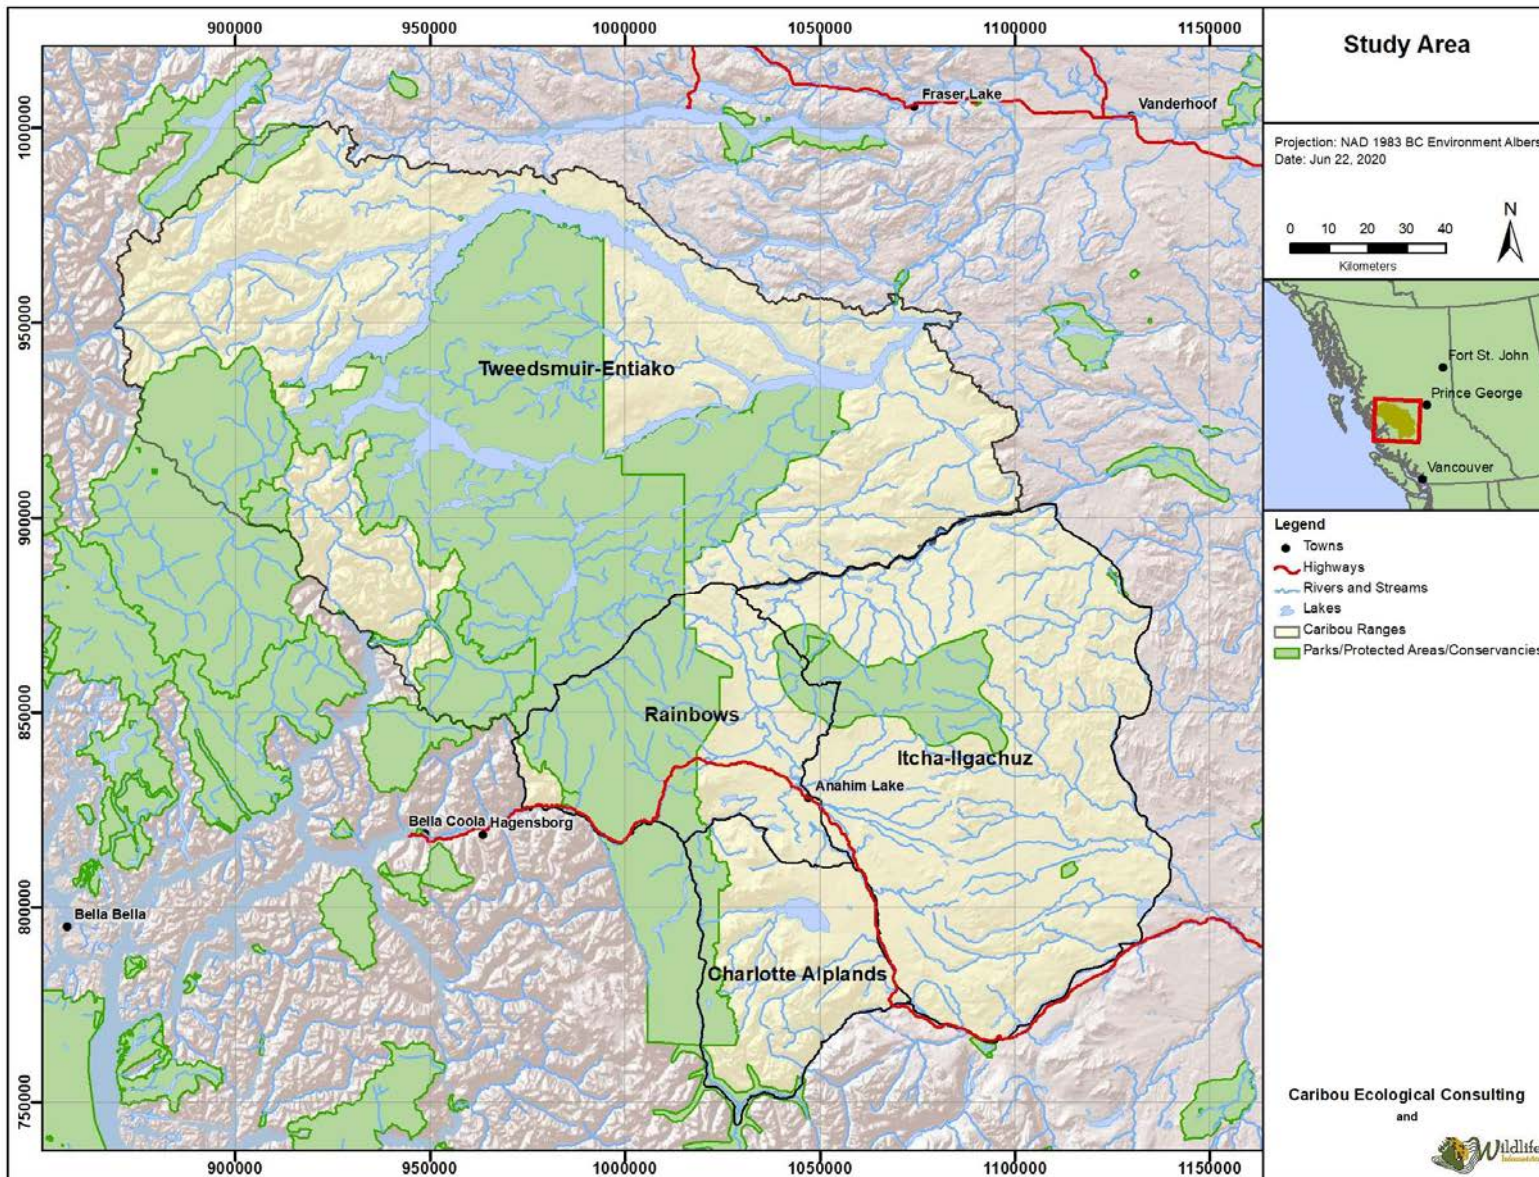 900000 950000 1000000 1050000 1100000 1150000
Study Area
Fraser Lake
Vanderhoof
1000000
Projection: NAD 1983 BC Environment Albers
Date: Jun 22, 2020
N
0 10 20 30 40
Kilometers
950000
Fort St. John
Prince George
Vancouver
Tweedsmuir-Entiako
900000
Legend
Towns
Highways
Rivers and Streams
Lakes
Caribou Ranges
Parks/Protected Areas/Conservancies
850000
Rainbows
Itcha-Ilgachuz
Anahim Lake
Bella Coola Hagensborg
800000
Bella Bella
Charlotte Alplands
750000
Caribou Ecological Consulting
and
Wildlife
900000 950000 1000000 1050000 1100000 1150000